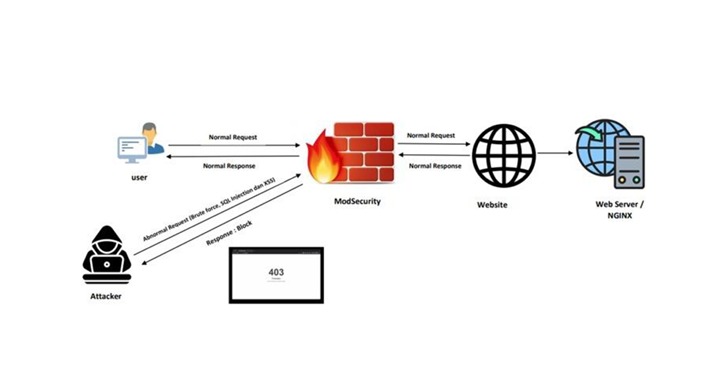 Normal Request
Normal Response
user
Normal Request
Normal Response
ModSecurity
Website
Web Server /
NGINX
Abnormal Request (Brute force, SQL Injection dan XSS)
Response : Block
Attacker
403